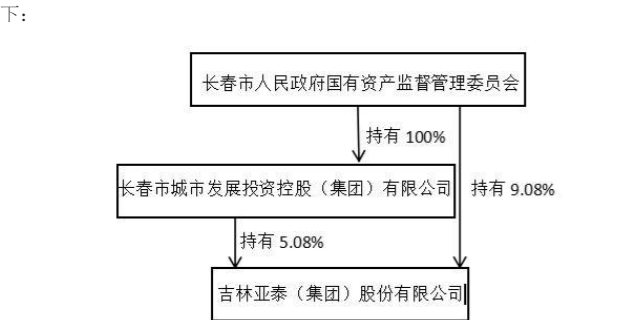 下：
长春市人民政府国有资产监督管理委员会
持有 100%
长春市城市发展投资控股（集团）有限公司
持有 9.08%
持有 5.08%
吉林亚泰（集团）股份有限公司